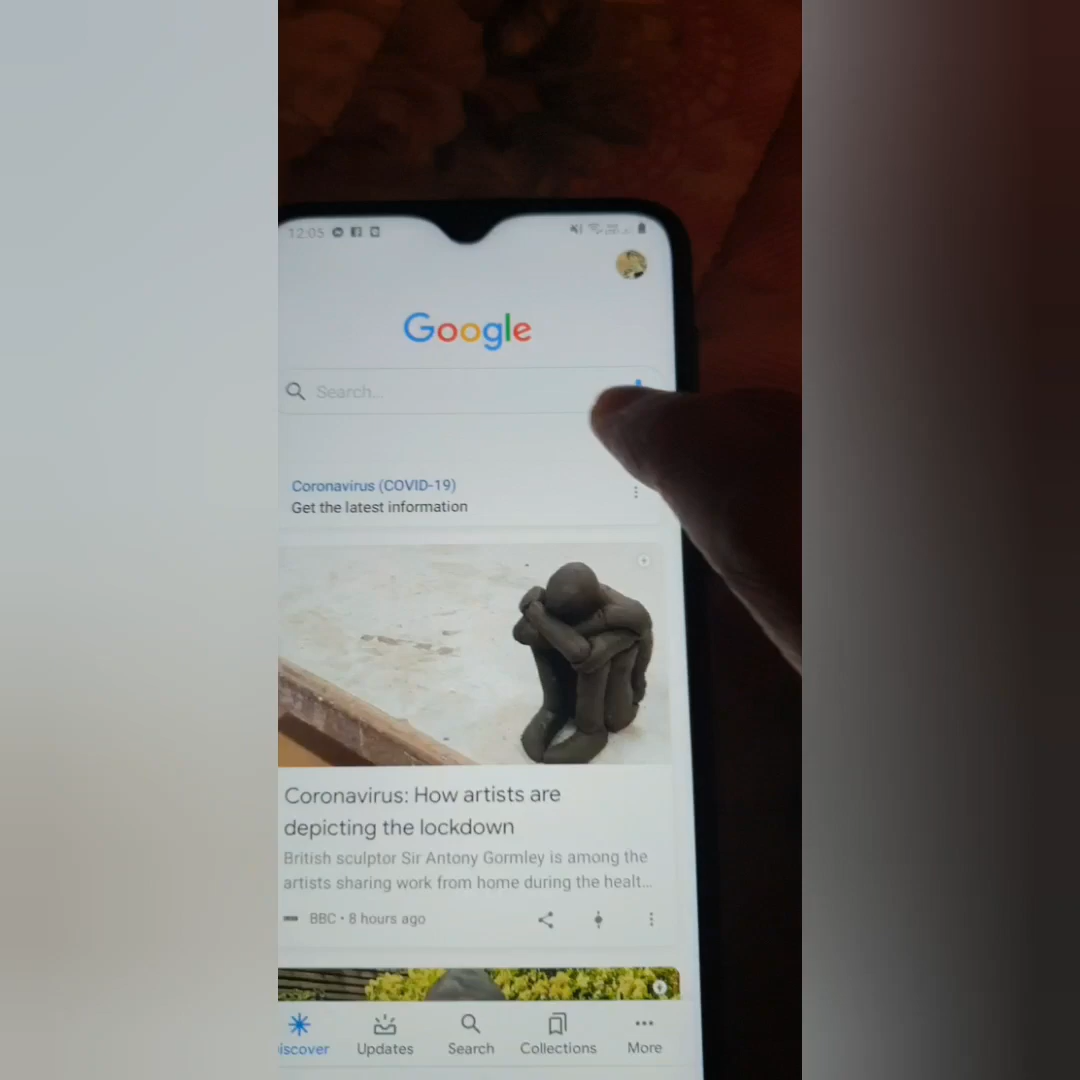 12:05
Google
Search...
Coronavirus (COVID-19)
Get the latest information
Coronavirus: How artists are
depicting the lockdown
British sculptor Sir Antony Gormley is among the
artists sharing work from home during the healt...
BBC • 8 hours ago
iscover Updates Search Collections More